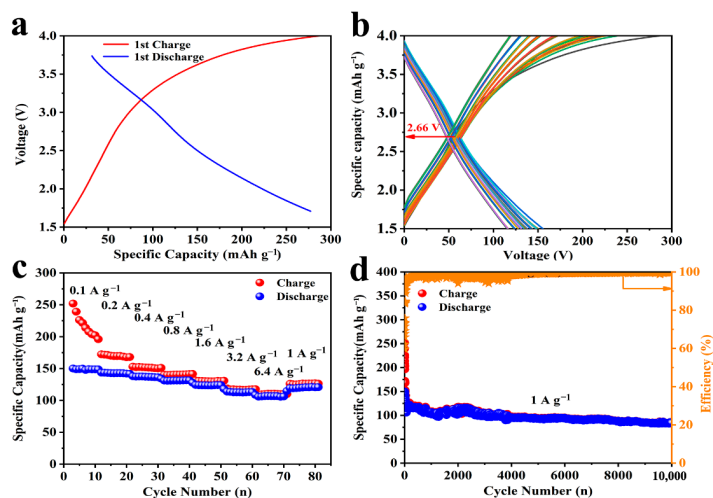 a
1st Charge
1st Discharge
Voltage (V)
4.0
3.5
3.0
2.5
2.0
1.5
0 50 100 150 200 250 300
Specific Capacity (mAh g⁻¹)
b
Specific capacity (mAh g⁻¹)
4.0
3.5
3.0
2.5
2.0
1.5
2.66 V
0 50 100 150 200 250 300
Voltage (V)
c
Charge
Discharge
Specific Capacity(mAh g⁻¹)
300
250
200
150
100
50
0
0.1 A g⁻¹
0.2 A g⁻¹
0.4 A g⁻¹
0.8 A g⁻¹
1.6 A g⁻¹
3.2 A g⁻¹
6.4 A g⁻¹
1 A g⁻¹
0 10 20 30 40 50 60 70 80
Cycle Number (n)
d
Charge
Discharge
Specific Capacity(mAh g⁻¹)
400
350
300
250
200
150
100
50
0
1 A g⁻¹
100
80
60
40
20
0
Efficiency (%)
0 2000 4000 6000 8000 10,000
Cycle Number (n)